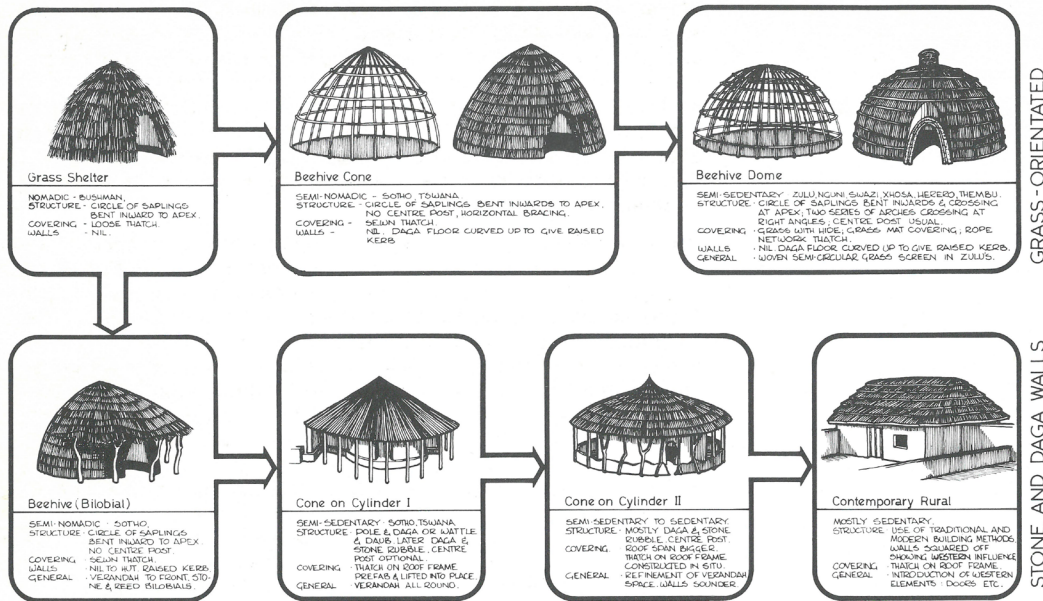 Grass Shelter
NOMADIC - BUSHMAN,
STRUCTURE - CIRCLE OF SAPLINGS
BENT INWARD TO APEX.
COVERING - LOOSE THATCH.
WALLS - NIL.
Beehive Cone
SEMI-NOMADIC - SOTHO, TSWANA.
STRUCTURE - CIRCLE OF SAPLINGS BENT INWARDS TO APEX.
NO CENTRE POST, HORIZONTAL BRACING.
COVERING - SEWN THATCH.
WALLS - NIL. DAGA FLOOR CURVED UP TO GIVE RAISED
KERB
Beehive Dome
SEMI-SEDENTARY · ZULU, NGUNI, SWAZI, XHOSA, HERERO, THEMBU.
STRUCTURE · CIRCLE OF SAPLINGS BENT INWARDS & CROSSING
AT APEX; TWO SERIES OF ARCHES CROSSING AT
RIGHT ANGLES; CENTRE POST USUAL.
COVERING · GRASS WITH HIDE; GRASS MAT COVERING; ROPE
NETWORK THATCH.
WALLS · NIL. DAGA FLOOR CURVED UP TO GIVE RAISED KERB.
GENERAL · WOVEN SEMI-CIRCULAR GRASS SCREEN IN ZULU'S.
GRASS-ORIENTATED
Beehive (Bilobial)
SEMI-NOMADIC - SOTHO,
STRUCTURE · CIRCLE OF SAPLINGS
BENT INWARD TO APEX.
NO CENTRE POST.
COVERING · SEWN THATCH.
WALLS · NIL TO HUT. RAISED KERB
GENERAL · VERANDAH TO FRONT, STO-
NE & REED BILOBIALS.
Cone on Cylinder I
SEMI-SEDENTARY · SOTHO, TSWANA
STRUCTURE · POLE & DAGA OR WATTLE
& DAUB. LATER DAGA &
STONE RUBBLE, CENTRE
POST OPTIONAL.
COVERING · THATCH ON ROOF FRAME.
PREFAB & LIFTED INTO PLACE.
GENERAL · VERANDAH ALL ROUND.
Cone on Cylinder II
SEMI-SEDENTARY TO SEDENTARY.
STRUCTURE · MOSTLY DAGA & STONE
RUBBLE, CENTRE POST.
COVERING. ROOF SPAN BIGGER.
THATCH ON ROOF FRAME
CONSTRUCTED IN SITU.
GENERAL · REFINEMENT OF VERANDAH
SPACE. WALLS SOUNDER.
Contemporary Rural
MOSTLY SEDENTARY.
STRUCTURE · USE OF TRADITIONAL AND
MODERN BUILDING METHODS.
WALLS SQUARED OFF
SHOWING WESTERN INFLUENCE
COVERING · THATCH ON ROOF FRAME.
GENERAL · INTRODUCTION OF WESTERN
ELEMENTS : DOORS ETC.
STONE AND DAGA WALLS